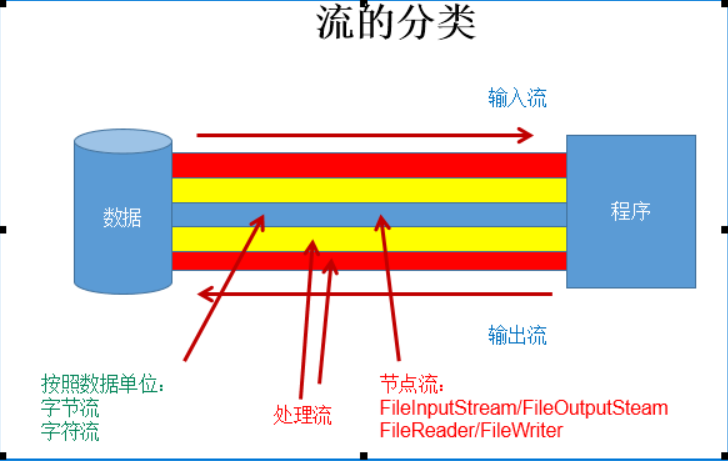 流的分类
输入流
数据
程序
输出流
按照数据单位：
字节流
字符流
处理流
节点流：
FileInputStream/FileOutputSteam
FileReader/FileWriter